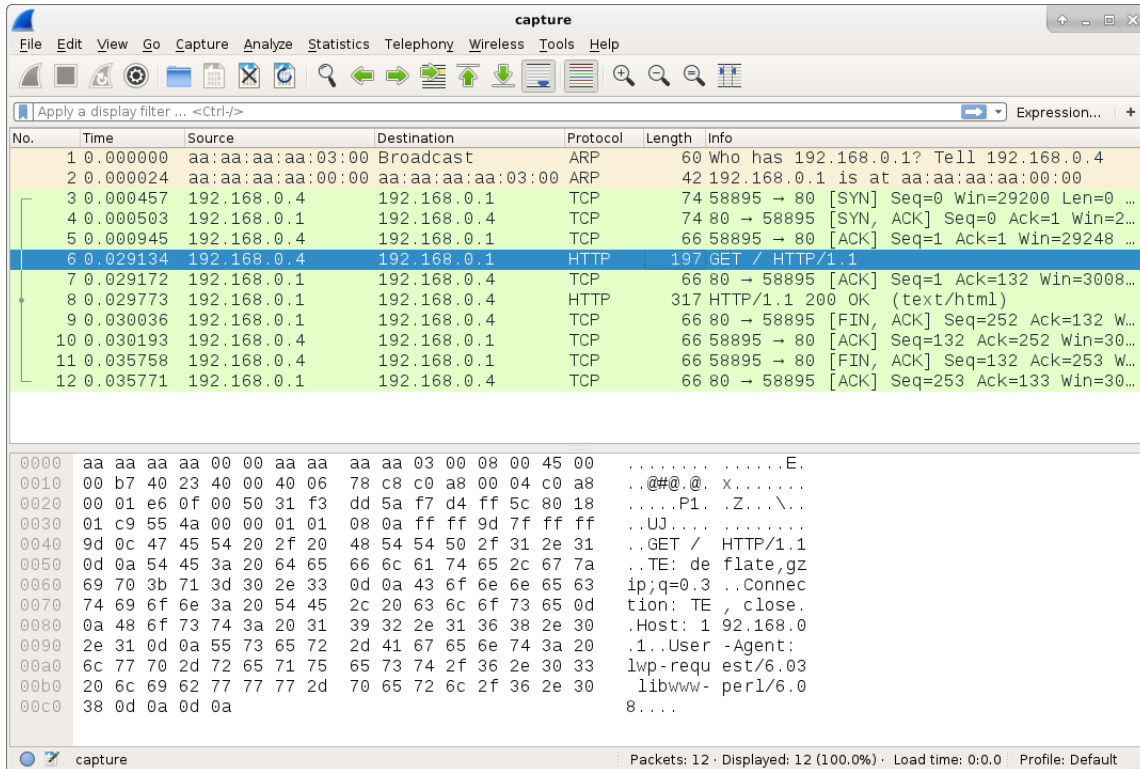 capture
File Edit View Go Capture Analyze Statistics Telephony Wireless Tools Help
Apply a display filter ... <Ctrl-/> Expression... +
No. Time Source Destination Protocol Length Info
1 0.000000 aa:aa:aa:aa:03:00 Broadcast ARP 60 Who has 192.168.0.1? Tell 192.168.0.4
2 0.000024 aa:aa:aa:aa:00:00 aa:aa:aa:aa:03:00 ARP 42 192.168.0.1 is at aa:aa:aa:aa:00:00
3 0.000457 192.168.0.4 192.168.0.1 TCP 74 58895 → 80 [SYN] Seq=0 Win=29200 Len=0 …
4 0.000503 192.168.0.1 192.168.0.4 TCP 74 80 → 58895 [SYN, ACK] Seq=0 Ack=1 Win=2…
5 0.000945 192.168.0.4 192.168.0.1 TCP 66 58895 → 80 [ACK] Seq=1 Ack=1 Win=29248 …
6 0.029134 192.168.0.4 192.168.0.1 HTTP 197 GET / HTTP/1.1
7 0.029172 192.168.0.1 192.168.0.4 TCP 66 80 → 58895 [ACK] Seq=1 Ack=132 Win=3008…
8 0.029773 192.168.0.1 192.168.0.4 HTTP 317 HTTP/1.1 200 OK (text/html)
9 0.030036 192.168.0.1 192.168.0.4 TCP 66 80 → 58895 [FIN, ACK] Seq=252 Ack=132 W…
10 0.030193 192.168.0.4 192.168.0.1 TCP 66 58895 → 80 [ACK] Seq=132 Ack=252 Win=30…
11 0.035758 192.168.0.4 192.168.0.1 TCP 66 58895 → 80 [FIN, ACK] Seq=132 Ack=253 W…
12 0.035771 192.168.0.1 192.168.0.4 TCP 66 80 → 58895 [ACK] Seq=253 Ack=133 Win=30…
0000 aa aa aa aa 00 00 aa aa aa aa 03 00 08 00 45 00 ........ ......E.
0010 00 b7 40 23 40 00 40 06 78 c8 c0 a8 00 04 c0 a8 ..@#@.@. x.......
0020 00 01 e6 0f 00 50 31 f3 dd 5a f7 d4 ff 5c 80 18 .....P1. .Z...\..
0030 01 c9 55 4a 00 00 01 01 08 0a ff ff 9d 7f ff ff ..UJ.... ........
0040 9d 0c 47 45 54 20 2f 20 48 54 54 50 2f 31 2e 31 ..GET / HTTP/1.1
0050 0d 0a 54 45 3a 20 64 65 66 6c 61 74 65 2c 67 7a ..TE: de flate,gz
0060 69 70 3b 71 3d 30 2e 33 0d 0a 43 6f 6e 6e 65 63 ip;q=0.3 ..Connec
0070 74 69 6f 6e 3a 20 54 45 2c 20 63 6c 6f 73 65 0d tion: TE , close.
0080 0a 48 6f 73 74 3a 20 31 39 32 2e 31 36 38 2e 30 .Host: 1 92.168.0
0090 2e 31 0d 0a 55 73 65 72 2d 41 67 65 6e 74 3a 20 .1..User -Agent:
00a0 6c 77 70 2d 72 65 71 75 65 73 74 2f 36 2e 30 33 lwp-requ est/6.03
00b0 20 6c 69 62 77 77 77 2d 70 65 72 6c 2f 36 2e 30 libwww- perl/6.0
00c0 38 0d 0a 0d 0a 8....
capture Packets: 12 · Displayed: 12 (100.0%) · Load time: 0:0.0 Profile: Default